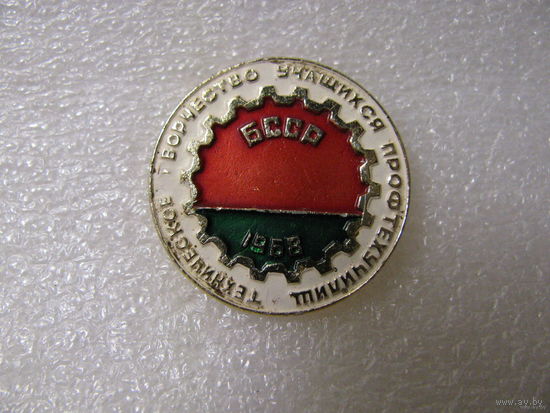 ТЕХНИЧЕСКОЕ ТВОРЧЕСТВО УЧАЩИХСЯ ПРОФТЕХУЧИЛИЩ
БССР
1968
www.ay.by